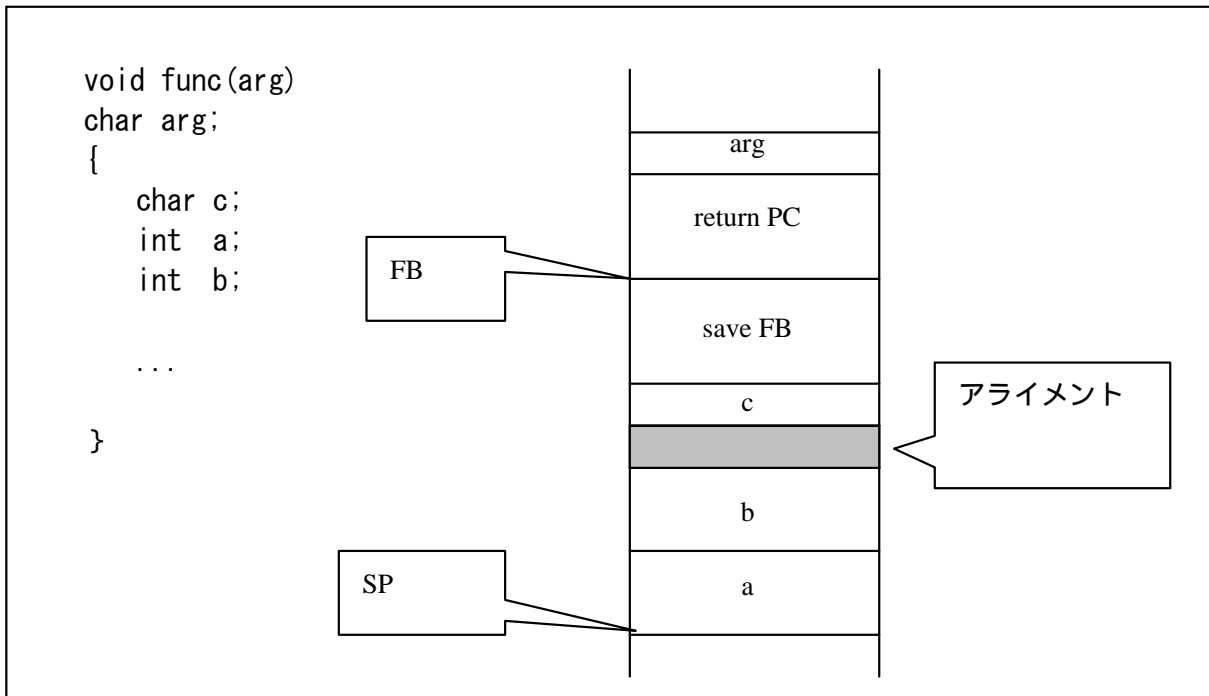 void func(arg)
char arg;
{
char c;
int a;
int b;
...
}
arg
return PC
FB
save FB
c
アライメント
b
SP
a